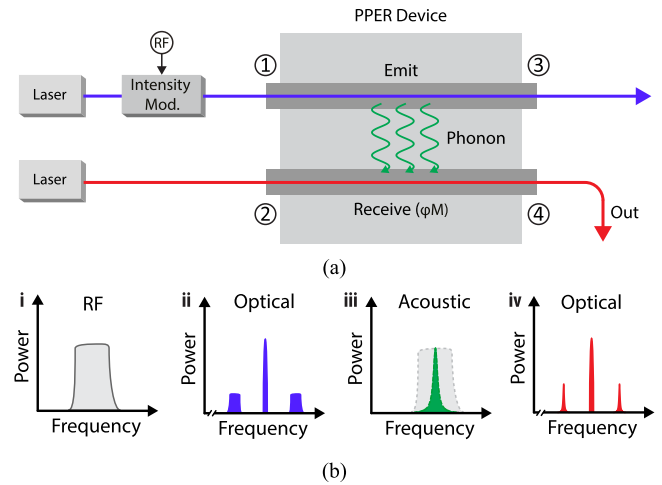 PPER Device
RF
①
③
Emit
Laser
Intensity
Mod.
Phonon
Laser
Receive (φM)
Out
②
④
(a)
i
RF
ii
Optical
iii
Acoustic
iv
Optical
Power
Power
Power
Power
Frequency
Frequency
Frequency
Frequency
(b)